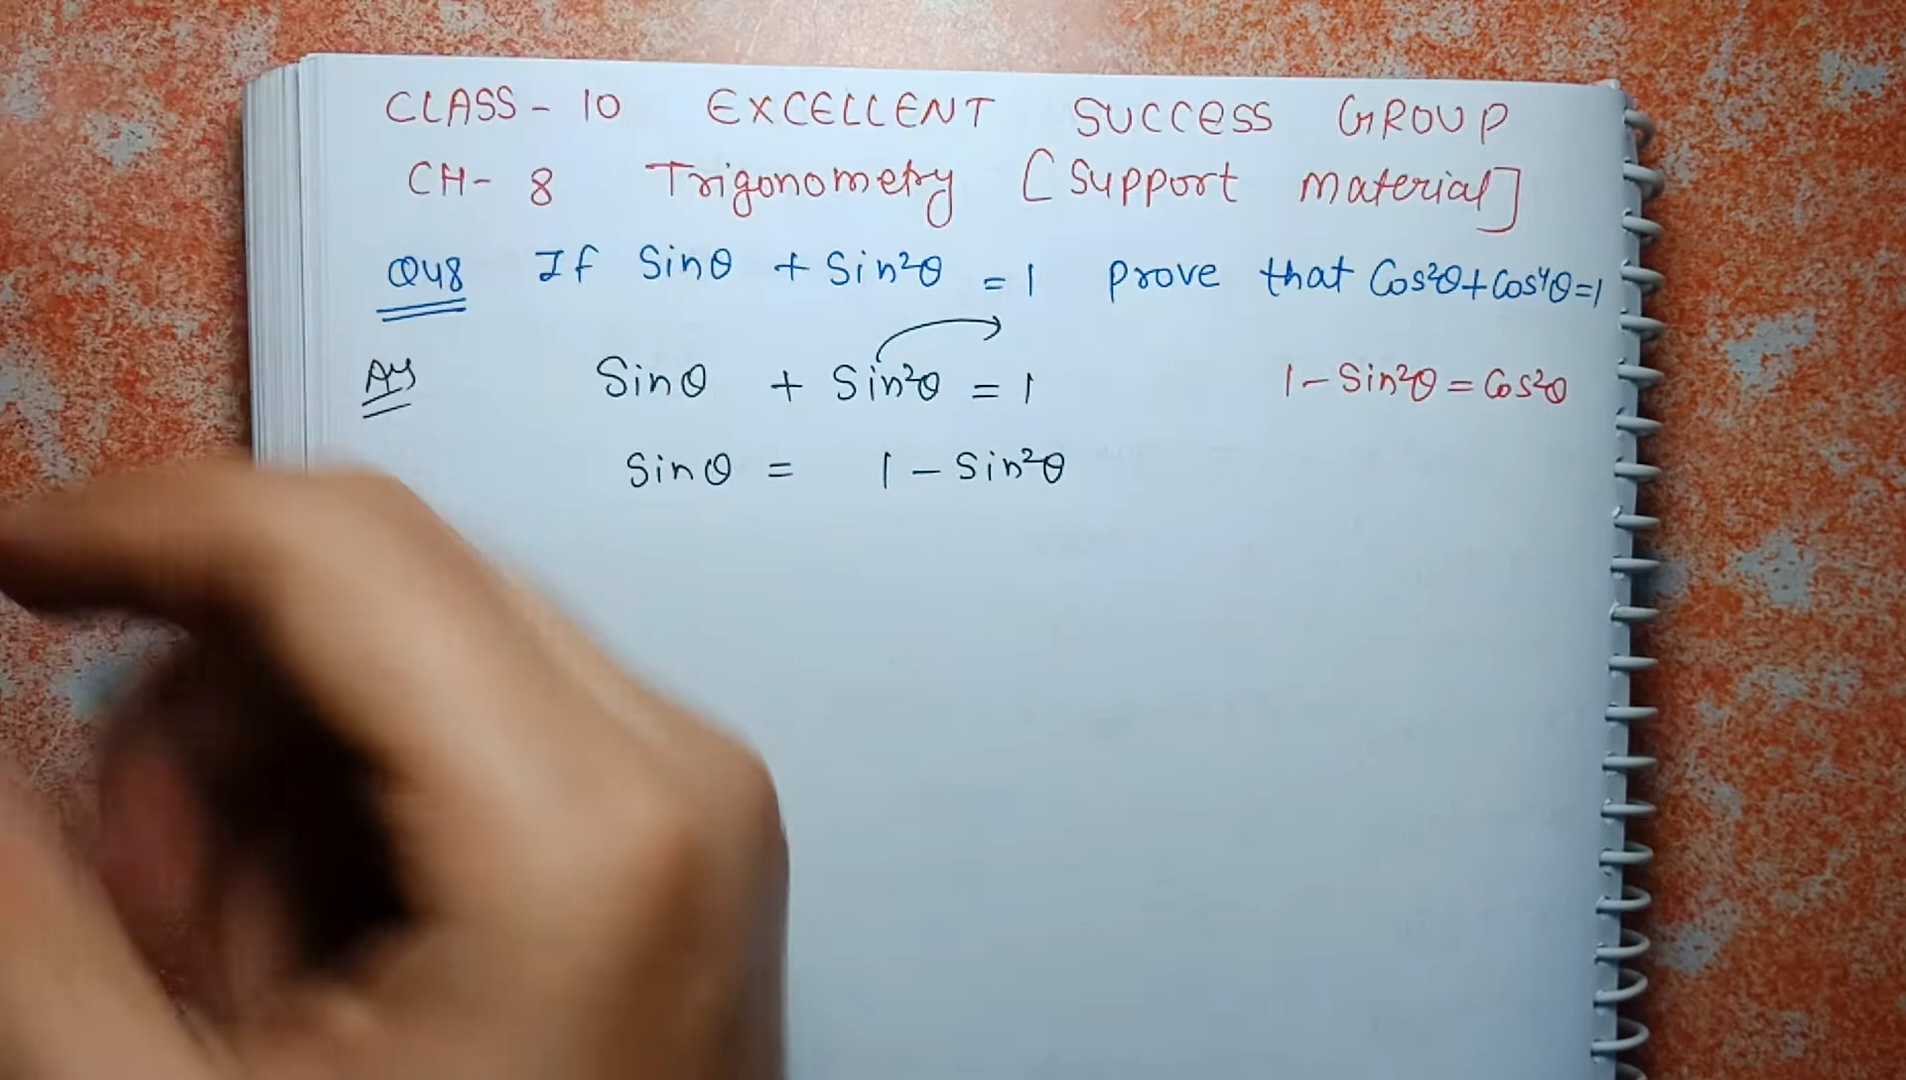 CLASS - 10 EXCELLENT SUCCESS GROUP
CH- 8 Trigonometry [Support material]
Q48 If Sinθ + Sin²θ = 1 prove that Cos²θ+Cos⁴θ=1
Ans Sinθ + Sin²θ = 1 1 - Sin²θ = Cos²θ
Sinθ = 1 - Sin²θ